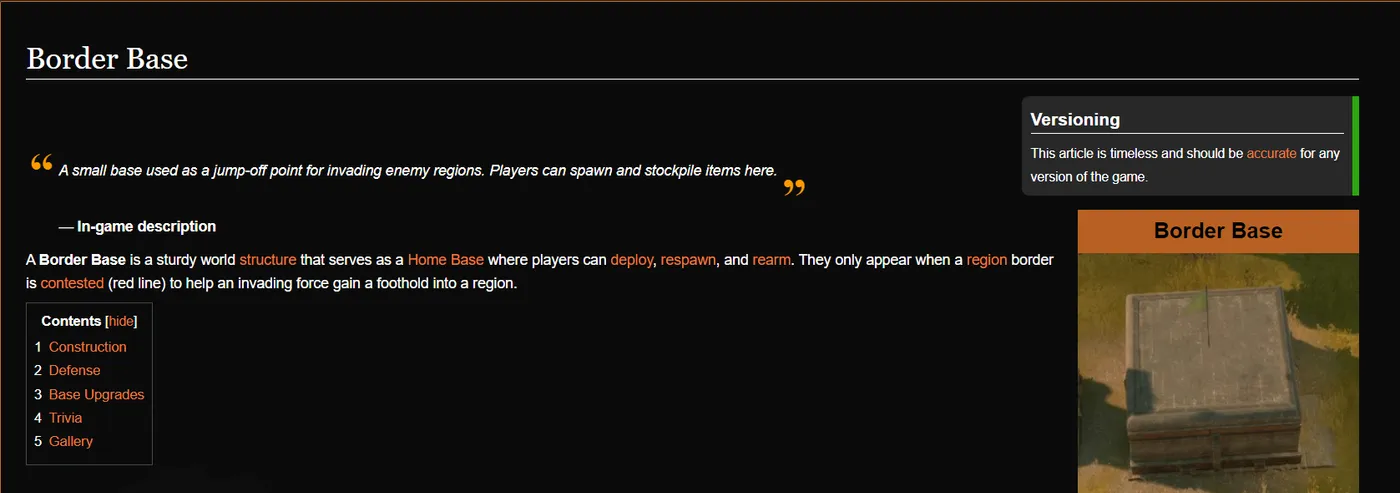 Border Base
Versioning
This article is timeless and should be accurate for any
version of the game.
“ A small base used as a jump-off point for invading enemy regions. Players can spawn and stockpile items here. ”
— In-game description
Border Base
A Border Base is a sturdy world structure that serves as a Home Base where players can deploy, respawn, and rearm. They only appear when a region border
is contested (red line) to help an invading force gain a foothold into a region.
Contents [hide]
1 Construction
2 Defense
3 Base Upgrades
4 Trivia
5 Gallery